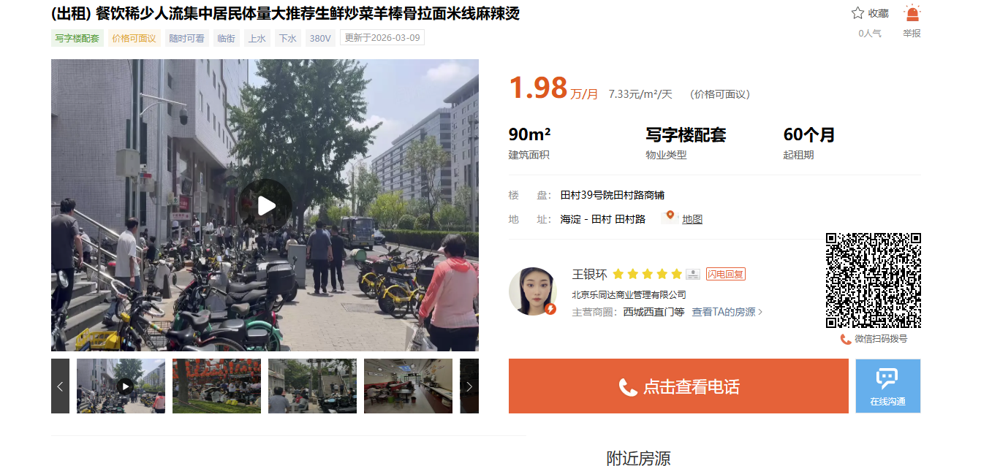 (出租) 餐饮稀少人流集中居民体量大推荐生鲜炒菜羊棒骨拉面米线麻辣烫
收藏
0人气
举报
写字楼配套 价格可面议 随时可看 临街 上水 下水 380V 更新于2026-03-09
1.98 万/月 7.33元/m²/天 （价格可面议）
90m² 写字楼配套 60个月
建筑面积 物业类型 起租期
楼 盘： 田村39号院田村路商铺
地 址： 海淀 - 田村 田村路 地图
王银环 闪电回复
北京乐同达商业管理有限公司
主营商圈： 西城西直门等 查看TA的房源
微信扫码拨号
点击查看电话
在线沟通
附近房源